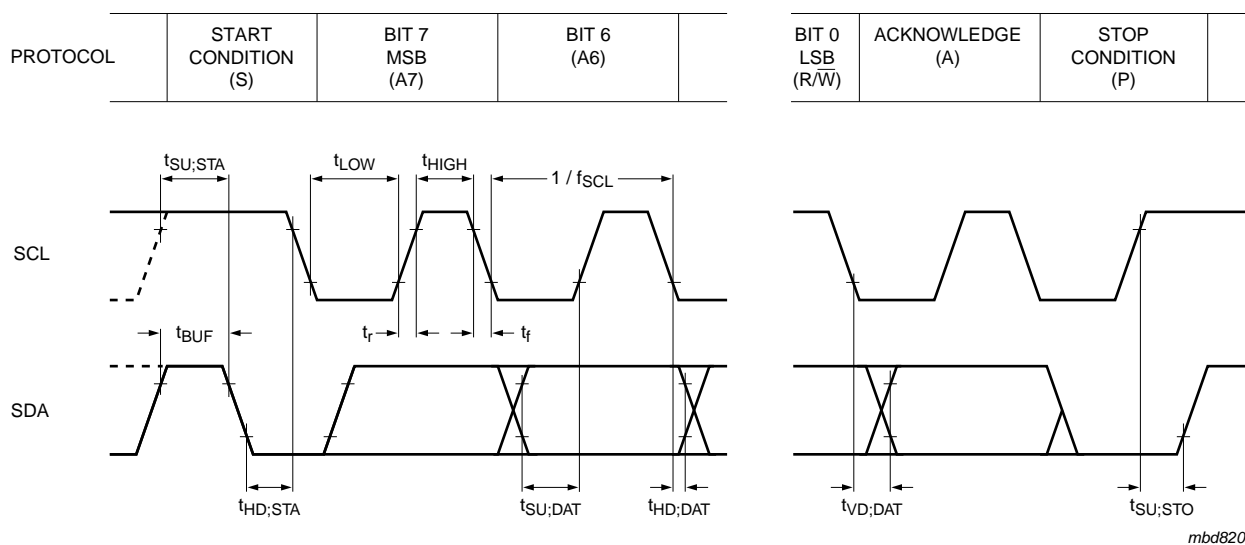 PROTOCOL
START
CONDITION
(S)
BIT 7
MSB
(A7)
BIT 6
(A6)
BIT 0
LSB
(R/W̅)
ACKNOWLEDGE
(A)
STOP
CONDITION
(P)
tSU;STA
tLOW
tHIGH
1 / fSCL
SCL
tBUF
tr
tf
SDA
tHD;STA
tSU;DAT
tHD;DAT
tVD;DAT
tSU;STO
mbd820